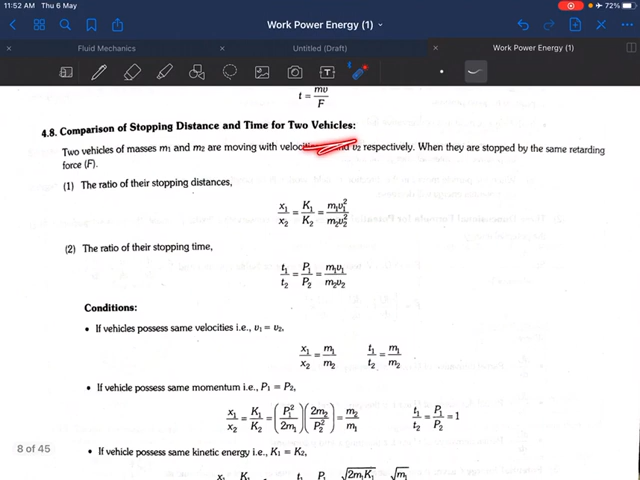 11:52 AM Thu 6 May
72%
Work Power Energy (1)
Fluid Mechanics
Untitled (Draft)
Work Power Energy (1)
t = mv/F
4.8. Comparison of Stopping Distance and Time for Two Vehicles:
Two vehicles of masses m₁ and m₂ are moving with v₂ respectively. When they are stopped by the same retarding
force (F).
(1) The ratio of their stopping distances,
x₁/x₂ = K₁/K₂ = m₁v₁²/m₂v₂²
(2) The ratio of their stopping time,
t₁/t₂ = P₁/P₂ = m₁v₁/m₂v₂
Conditions:
• If vehicles possess same velocities i.e., v₁ = v₂,
x₁/x₂ = m₁/m₂ t₁/t₂ = m₁/m₂
• If vehicle possess same momentum i.e., P₁ = P₂,
x₁/x₂ = K₁/K₂ = (P₁²/2m₁)(2m₂/P₂²) = m₂/m₁ t₁/t₂ = P₁/P₂ = 1
8 of 45
• If vehicle possess same kinetic energy i.e., K₁ = K₂,
x₁ K₁ t₁ P₁ √2m₁K₁ √m₁